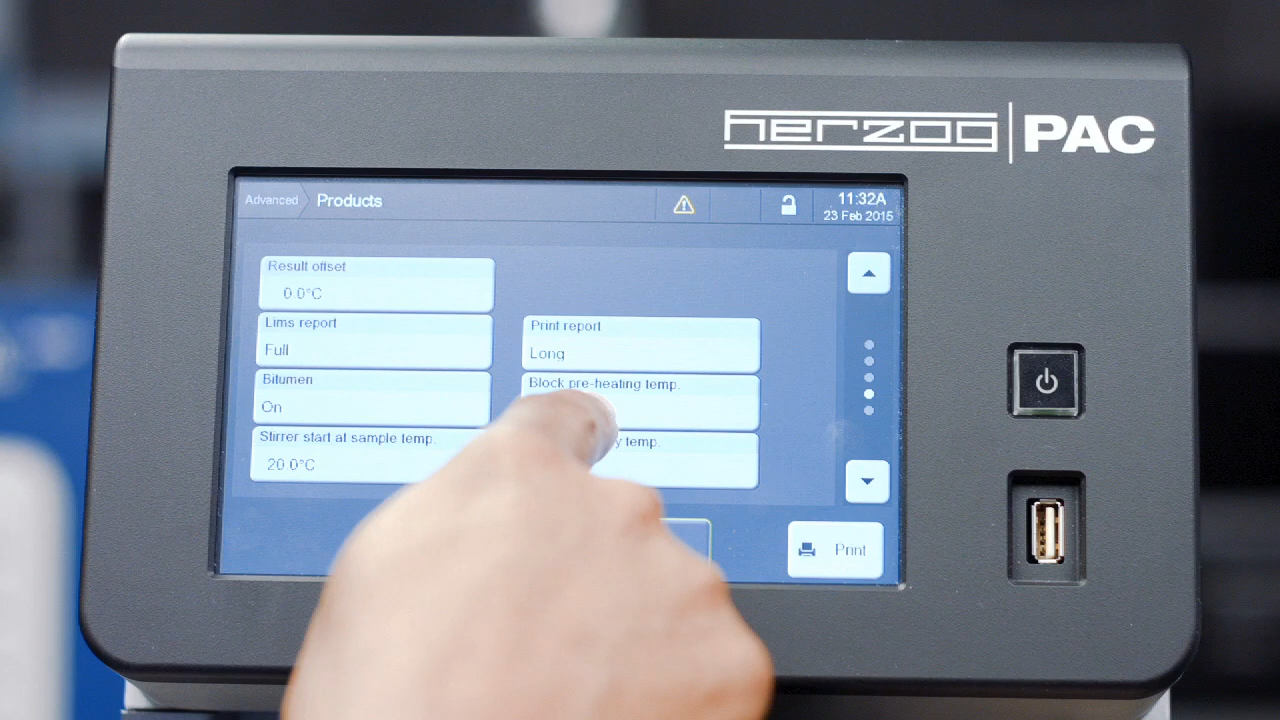 herzog PAC
Advanced Products
11:32A
23 Feb 2015
Result offset
0.0°C
Lims report
Full
Print report
Long
Bitumen
On
Block pre-heating temp.
Stirrer start at sample temp.
20.0°C
temp.
Print